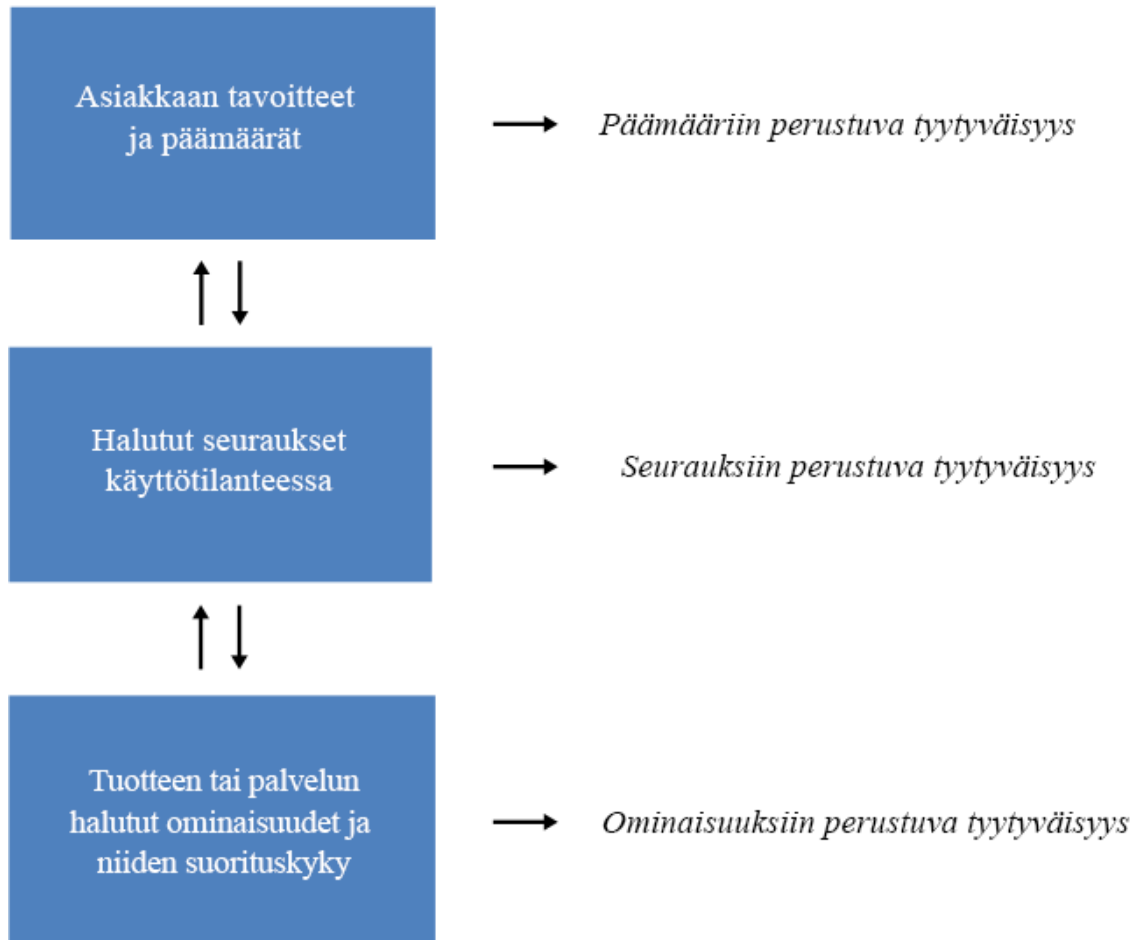 Asiakkaan tavoitteet
ja päämäärät
Päämääriin perustuva tyytyväisyys
Halutut seuraukset
käyttötilanteessa
Seurauksiin perustuva tyytyväisyys
Tuotteen tai palvelun
halutut ominaisuudet ja
niiden suorituskyky
Ominaisuuksiin perustuva tyytyväisyys